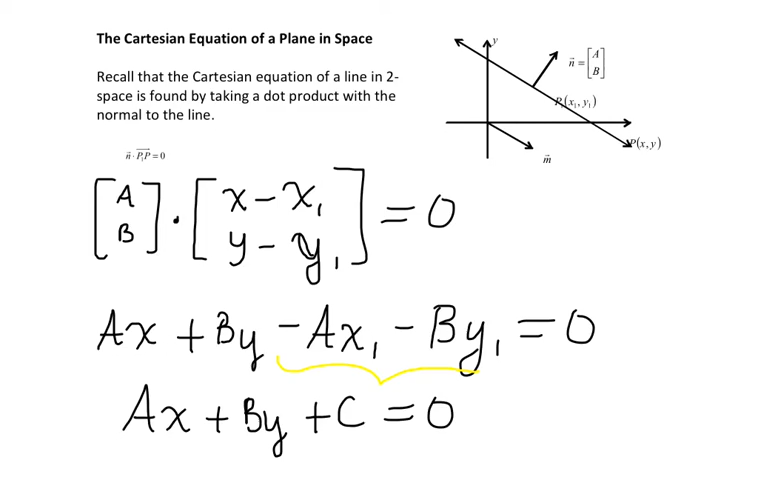 The Cartesian Equation of a Plane in Space
Recall that the Cartesian equation of a line in 2-
space is found by taking a dot product with the
normal to the line.
y
n⃗ = [A B]
P₁(x₁, y₁)
P(x, y)
m⃗
n⃗ · P₁P⃗ = 0
[A B] · [x − x₁ y − y₁] = 0
Ax + By − Ax₁ − By₁ = 0
Ax + By + C = 0